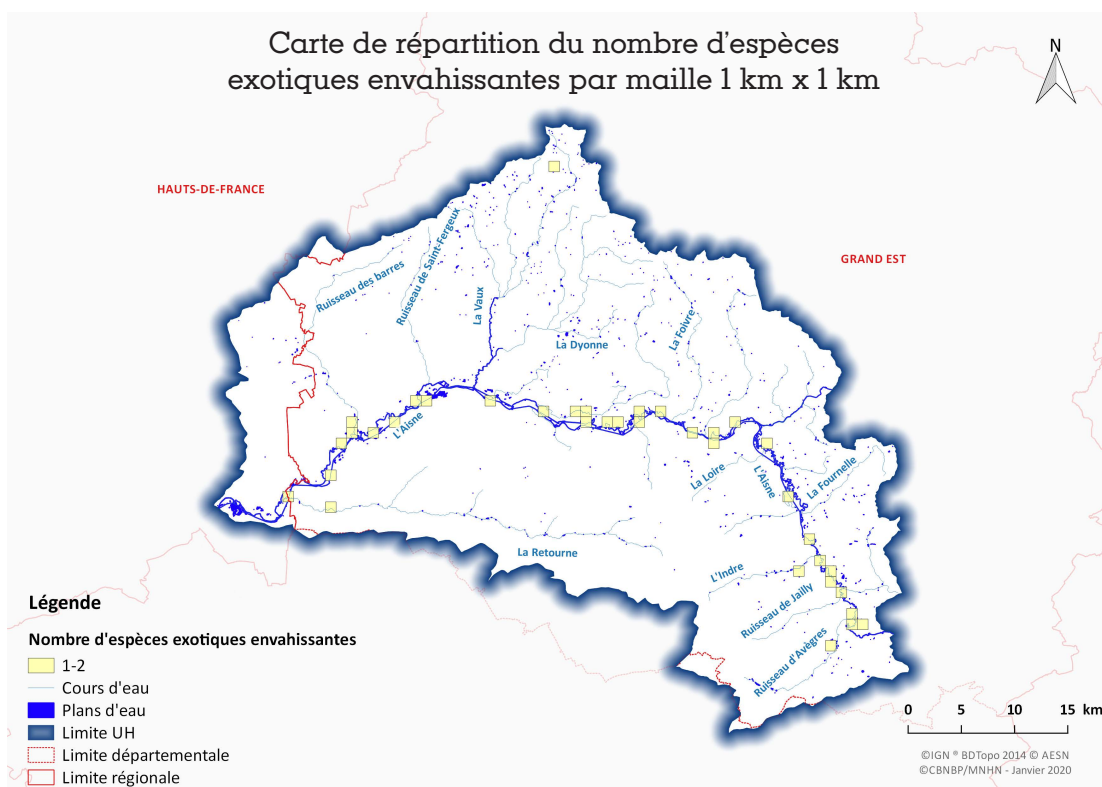 Carte de répartition du nombre d'espèces
exotiques envahissantes par maille 1 km x 1 km
N
HAUTS-DE-FRANCE
GRAND EST
Ruisseau des barres
Ruisseau de Saint-Fergeux
La Vaux
La Dyonne
La Foivre
L'Aisne
La Loire
L'Aisne
La Fournelle
La Retourne
L'Indre
Ruisseau de Jailly
Ruisseau d'Avègres
Légende
Nombre d'espèces exotiques envahissantes
1-2
Cours d'eau
Plans d'eau
Limite UH
Limite départementale
Limite régionale
0 5 10 15 km
©IGN ® BDTopo 2014 © AESN
©CBNBP/MNHN - Janvier 2020